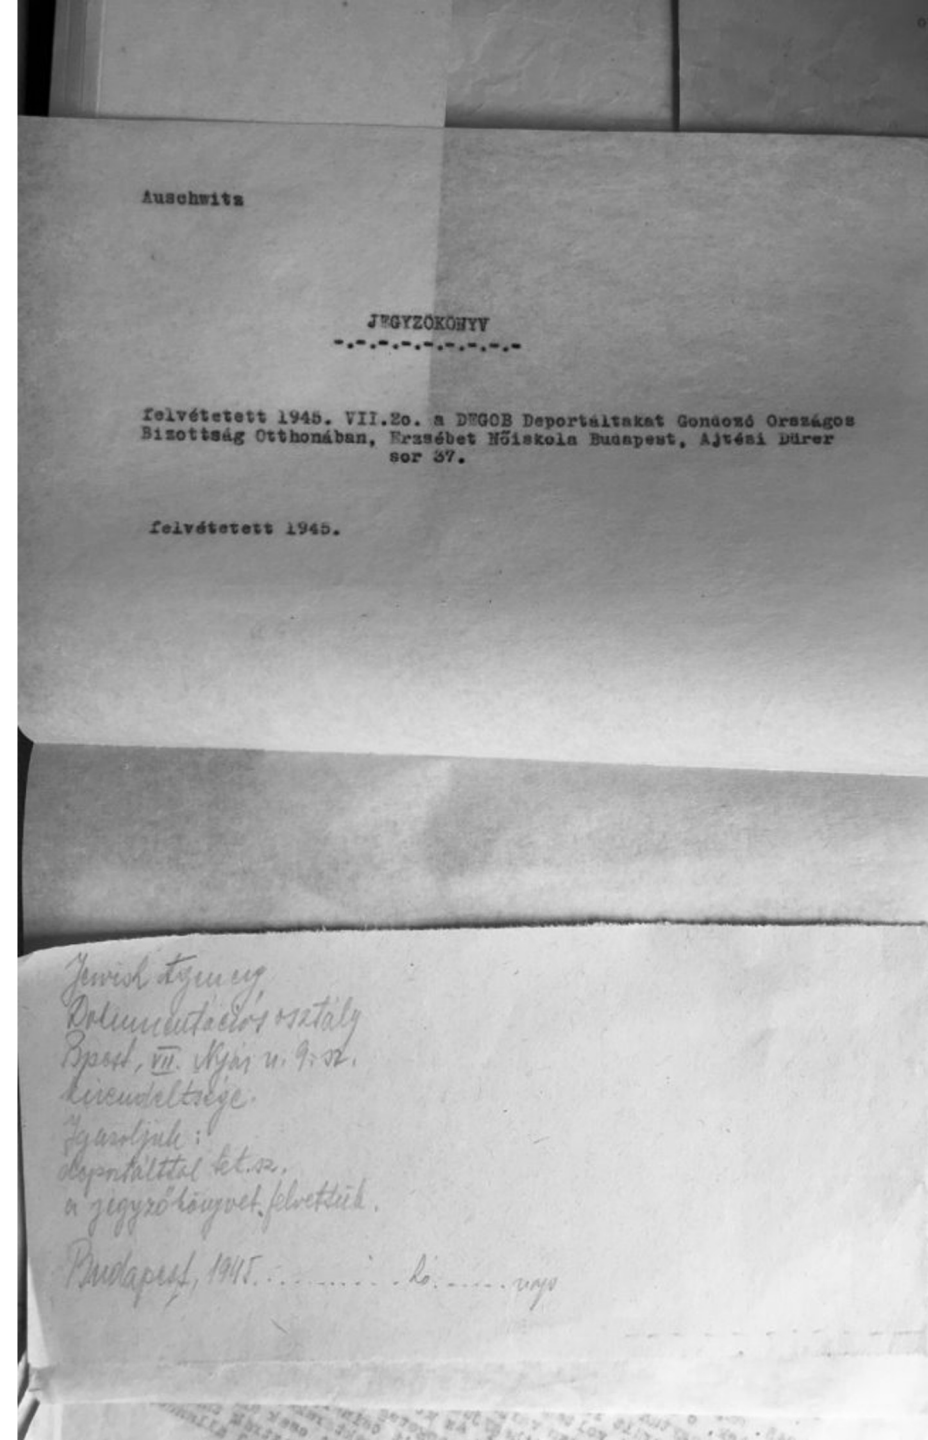 Auschwitz
JEGYZŐKÖNYV
-.-.-.-.-.-.-.-.-
felvétetett 1945. VII.2o. a DEGOB Deportáltakat Gondozó Országos
Bizottság Otthonában, Erzsébet Nőiskola Budapest, Ajtósi Dürer
sor 37.
felvétetett 1945.
Jewish Agency
Dokumentációs osztály
Bpest, VII. Nyár u. 9. sz.
kirendeltsége.
Igazoljuk:
deportálttal tet.sz.
a jegyzőkönyvet felvettük.
Budapest, 1945. .......... hó ...... nap